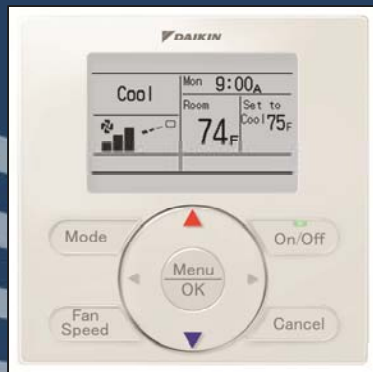 DAIKIN
Cool
Mon 9:00A
Room
74F
Set to
Cool 75F
Mode
On/Off
Menu
OK
Fan
Speed
Cancel